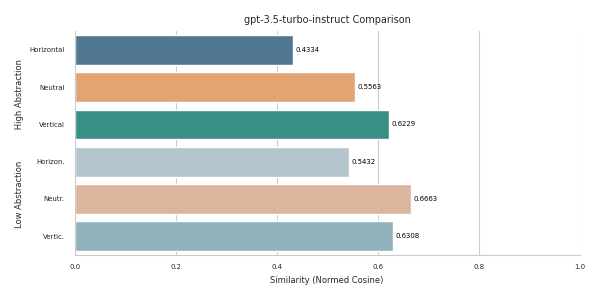 gpt-3.5-turbo-instruct Comparison
High Abstraction
Horizontal
0.4334
Neutral
0.5563
Vertical
0.6229
Low Abstraction
Horizon.
0.5432
Neutr.
0.6663
Vertic.
0.6308
0.0 0.2 0.4 0.6 0.8 1.0
Similarity (Normed Cosine)